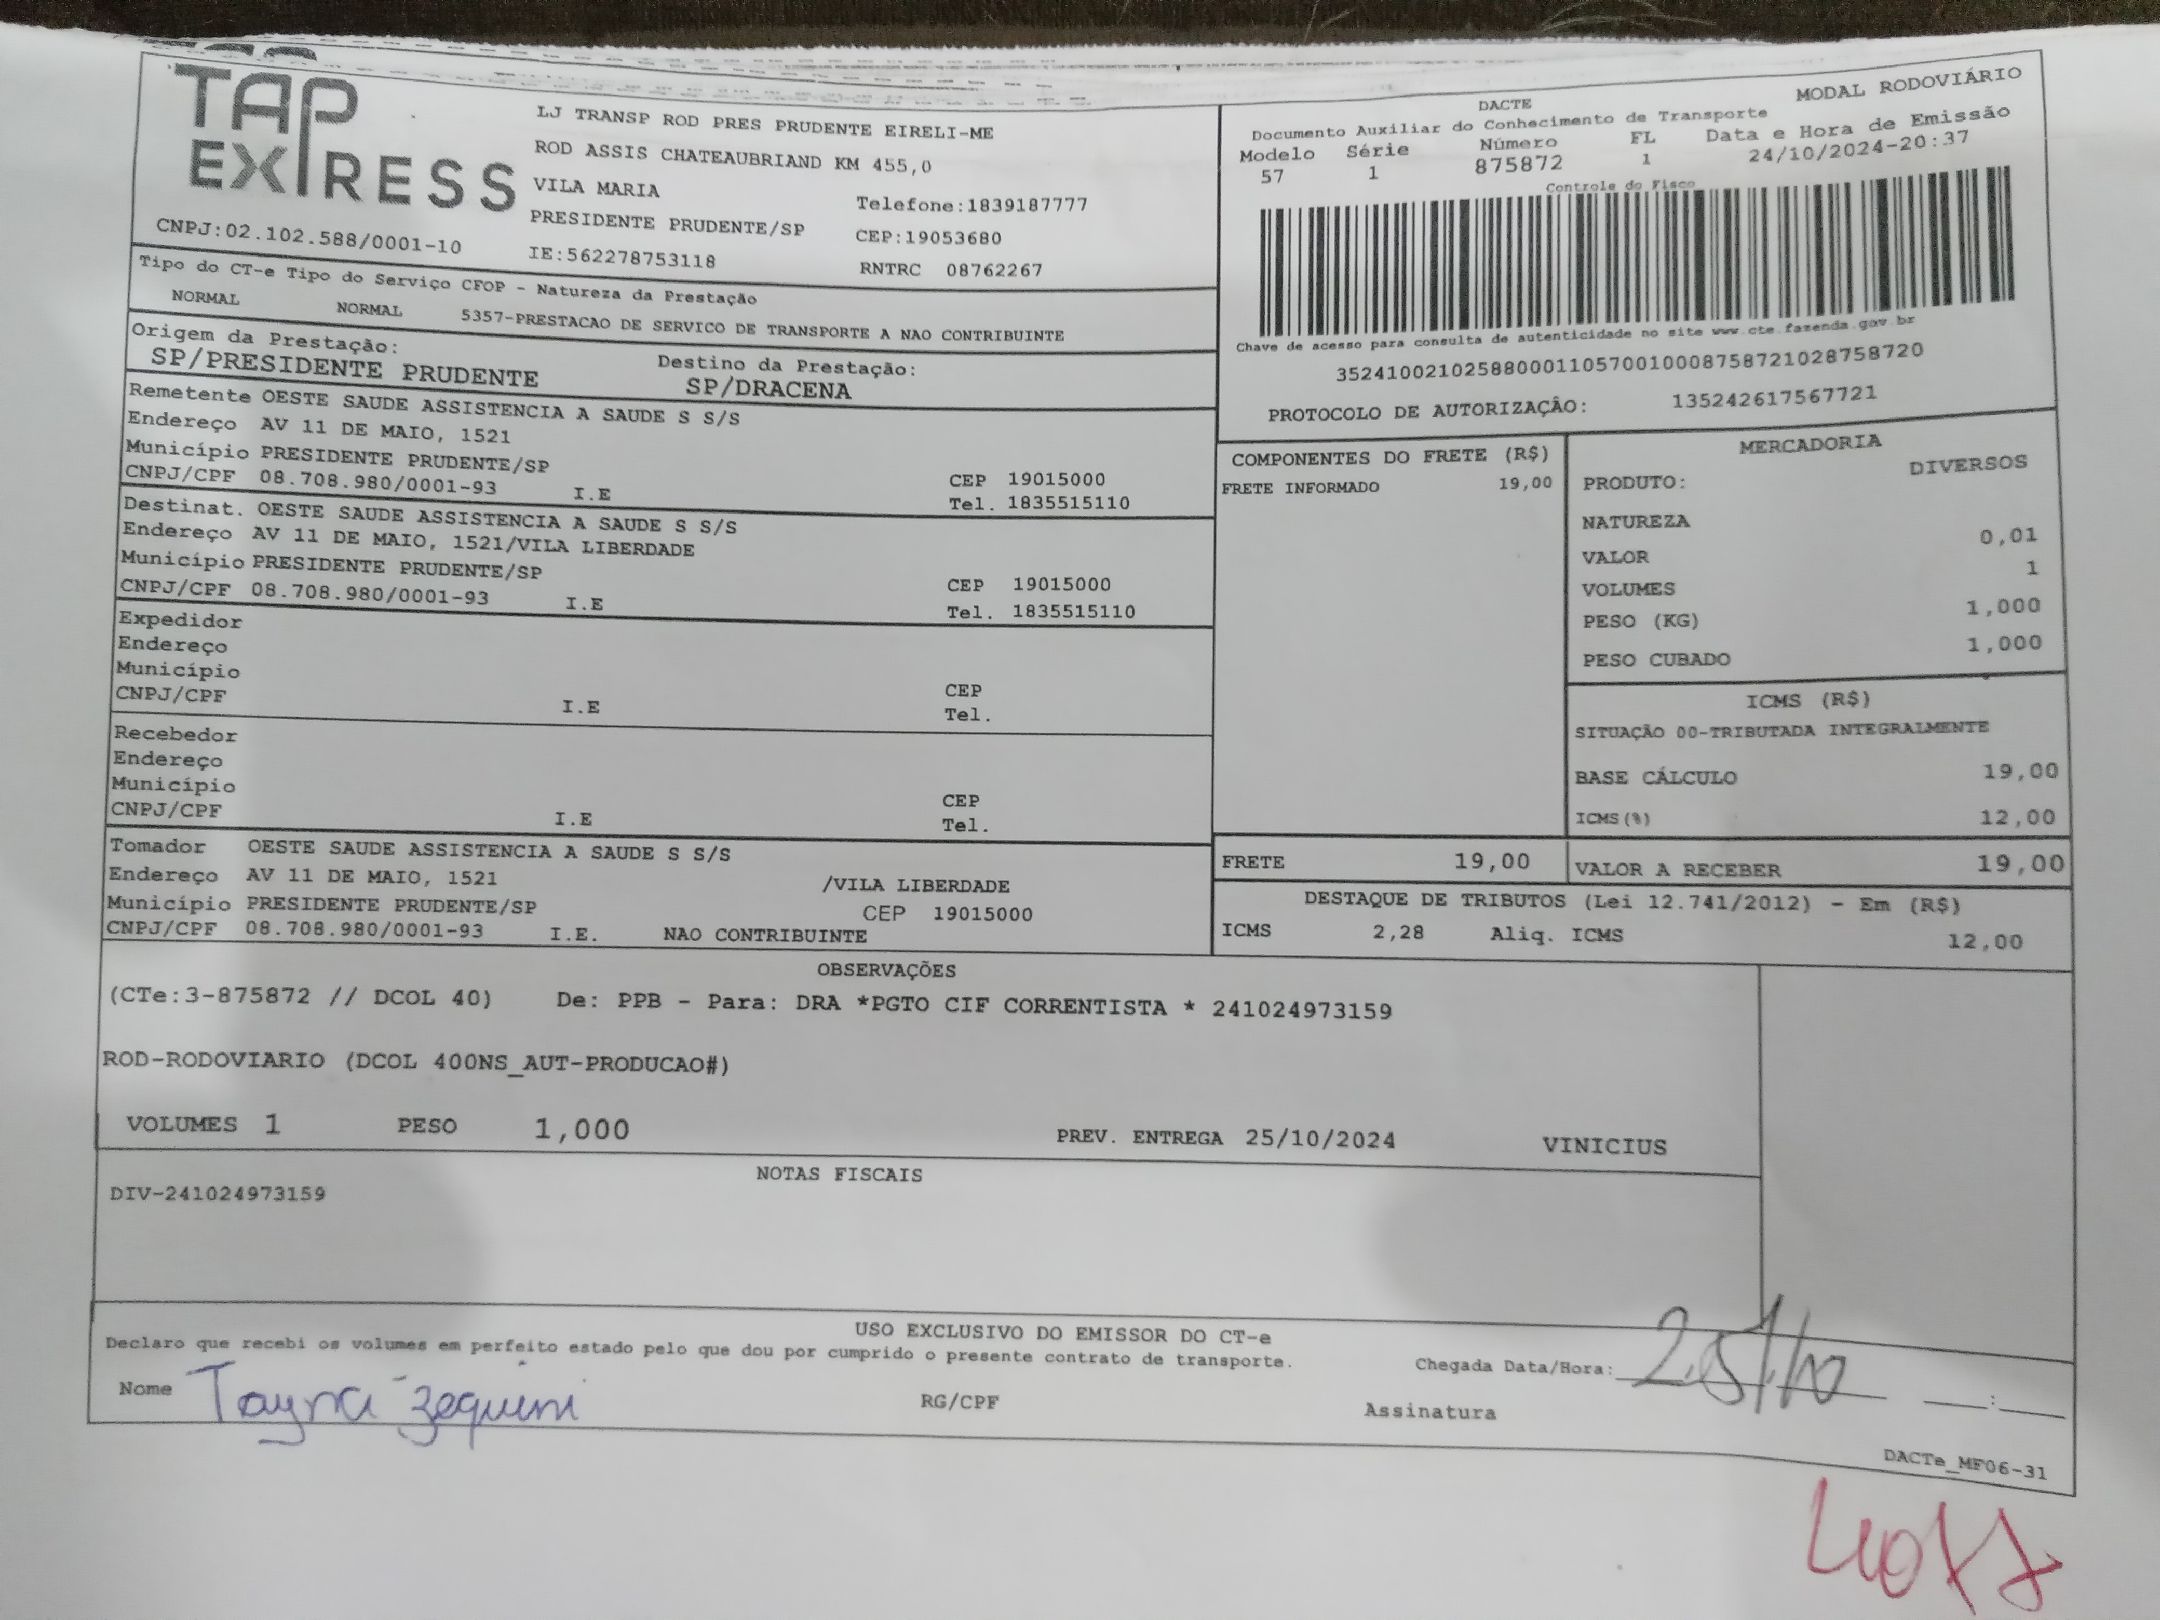 TAP
EXPRESS
CNPJ:02.102.588/0001-10
LJ TRANSP ROD PRES PRUDENTE EIRELI-ME
ROD ASSIS CHATEAUBRIAND KM 455,0
VILA MARIA
Telefone:1839187777
PRESIDENTE PRUDENTE/SP CEP:19053680
IE:562278753118 RNTRC 08762267
MODAL RODOVIÁRIO
DACTE
Documento Auxiliar do Conhecimento de Transporte
Modelo Série Número FL Data e Hora de Emissão
57 1 875872 1 24/10/2024-20:37
Controle do Fisco
Chave de acesso para consulta de autenticidade no site www.cte.fazenda.gov.br
35241002102588000110570010008758721028758720
PROTOCOLO DE AUTORIZAÇÂO: 135242617567721
Tipo do CT-e Tipo do Serviço CFOP - Natureza da Prestação
NORMAL NORMAL 5357-PRESTACAO DE SERVICO DE TRANSPORTE A NAO CONTRIBUINTE
Origem da Prestação: Destino da Prestação:
SP/PRESIDENTE PRUDENTE SP/DRACENA
Remetente OESTE SAUDE ASSISTENCIA A SAUDE S S/S
Endereço AV 11 DE MAIO, 1521
Município PRESIDENTE PRUDENTE/SP CEP 19015000
CNPJ/CPF 08.708.980/0001-93 I.E Tel. 1835515110
Destinat. OESTE SAUDE ASSISTENCIA A SAUDE S S/S
Endereço AV 11 DE MAIO, 1521/VILA LIBERDADE
Município PRESIDENTE PRUDENTE/SP CEP 19015000
CNPJ/CPF 08.708.980/0001-93 I.E Tel. 1835515110
Expedidor
Endereço
Município CEP
CNPJ/CPF I.E Tel.
Recebedor
Endereço
Município CEP
CNPJ/CPF I.E Tel.
Tomador OESTE SAUDE ASSISTENCIA A SAUDE S S/S
Endereço AV 11 DE MAIO, 1521 /VILA LIBERDADE
Município PRESIDENTE PRUDENTE/SP CEP 19015000
CNPJ/CPF 08.708.980/0001-93 I.E. NAO CONTRIBUINTE
COMPONENTES DO FRETE (R$)
FRETE INFORMADO 19,00
MERCADORIA
PRODUTO: DIVERSOS
NATUREZA
VALOR 0,01
VOLUMES 1
PESO (KG) 1,000
PESO CUBADO 1,000
ICMS (R$)
SITUAÇÃO 00-TRIBUTADA INTEGRALMENTE
BASE CÁLCULO 19,00
ICMS(%) 12,00
FRETE 19,00 VALOR A RECEBER 19,00
DESTAQUE DE TRIBUTOS (Lei 12.741/2012) - Em (R$)
ICMS 2,28 Aliq. ICMS 12,00
OBSERVAÇÕES
(CTe:3-875872 // DCOL 40) De: PPB - Para: DRA *PGTO CIF CORRENTISTA * 241024973159
ROD-RODOVIARIO (DCOL 400NS_AUT-PRODUCAO#)
VOLUMES 1 PESO 1,000 PREV. ENTREGA 25/10/2024 VINICIUS
NOTAS FISCAIS
DIV-241024973159
USO EXCLUSIVO DO EMISSOR DO CT-e
Declaro que recebi os volumes em perfeito estado pelo que dou por cumprido o presente contrato de transporte.
Chegada Data/Hora: 25/10 :
Nome Tayna Zequini RG/CPF Assinatura
DACTe_MF06-31